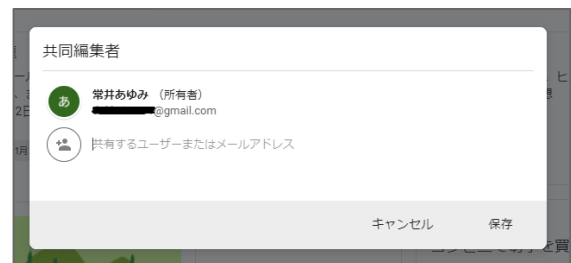 共同編集者
あ
常井あゆみ （所有者）
@gmail.com
共有するユーザーまたはメールアドレス
キャンセル
保存